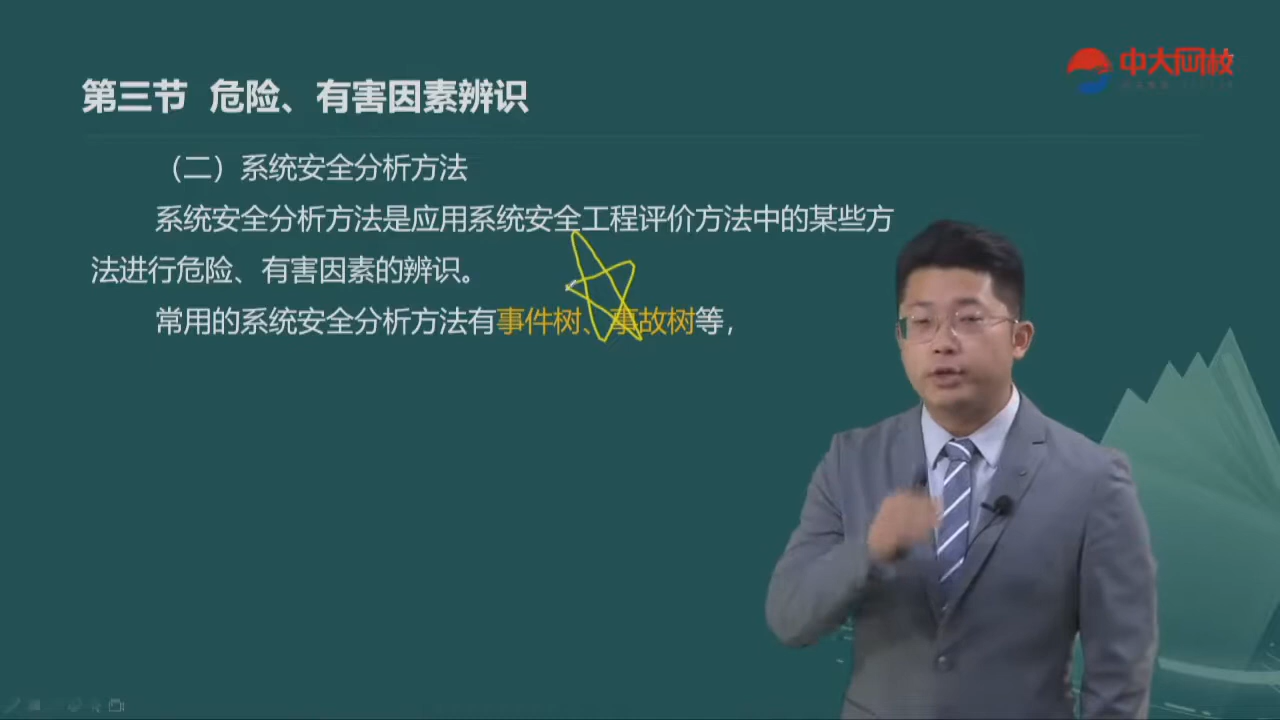 中大网校
第三节 危险、有害因素辨识
（二）系统安全分析方法
系统安全分析方法是应用系统安全工程评价方法中的某些方
法进行危险、有害因素的辨识。
常用的系统安全分析方法有事件树、事故树等，